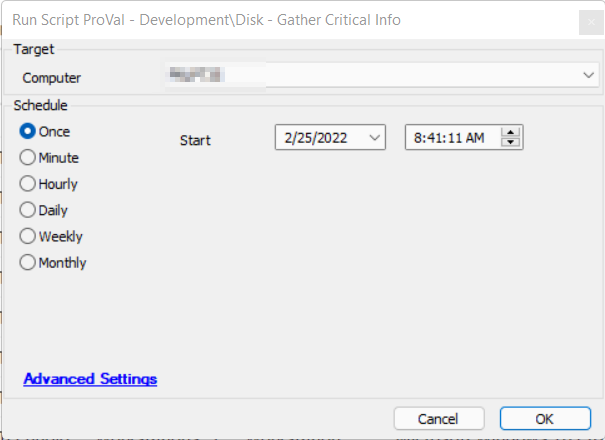 Run Script ProVal - Development\Disk - Gather Critical Info
Target
Computer
Schedule
Once
Start
2/25/2022
8:41:11 AM
Minute
Hourly
Daily
Weekly
Monthly
Advanced Settings
Cancel
OK